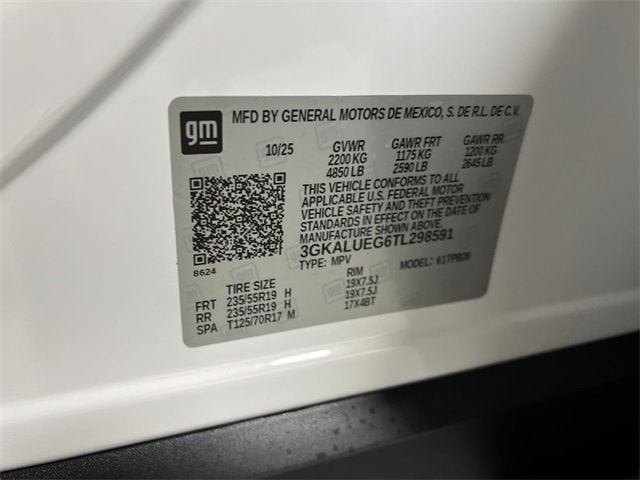 gm
MFD BY GENERAL MOTORS DE MEXICO, S. DE R.L. DE C.V.
10/25 GVWR GAWR FRT GAWR RR
2200 KG 1175 KG 1200 KG
4850 LB 2590 LB 2645 LB
THIS VEHICLE CONFORMS TO ALL
APPLICABLE U.S. FEDERAL MOTOR
VEHICLE SAFETY AND THEFT PREVENTION
STANDARDS IN EFFECT ON THE DATE OF
MANUFACTURE SHOWN ABOVE.
3GKALUEG6TL298591
8624
TYPE: MPV MODEL: 61TPB26
TIRE SIZE RIM
FRT 235/55R19 H 19X7.5J
RR 235/55R19 H 19X7.5J
SPA T125/70R17 M 17X4BT